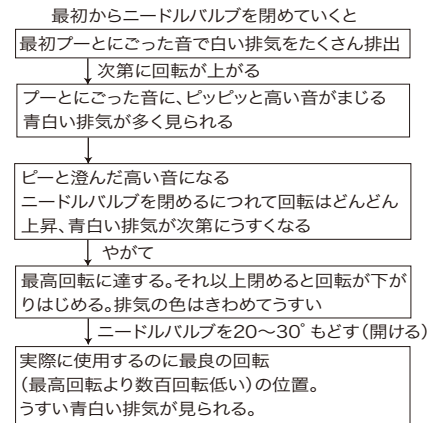 最初からニードルバルブを閉めていくと
最初プーとにごった音で白い排気をたくさん排出
次第に回転が上がる
プーとにごった音に、ピッピッと高い音がまじる
青白い排気が多く見られる
ピーと澄んだ高い音になる
ニードルバルブを閉めるにつれて回転はどんどん
上昇、青白い排気が次第にうすくなる
やがて
最高回転に達する。それ以上閉めると回転が下が
りはじめる。排気の色はきわめてうすい
ニードルバルブを20〜30°もどす（開ける）
実際に使用するのに最良の回転
（最高回転より数百回転低い）の位置。
うすい青白い排気が見られる。